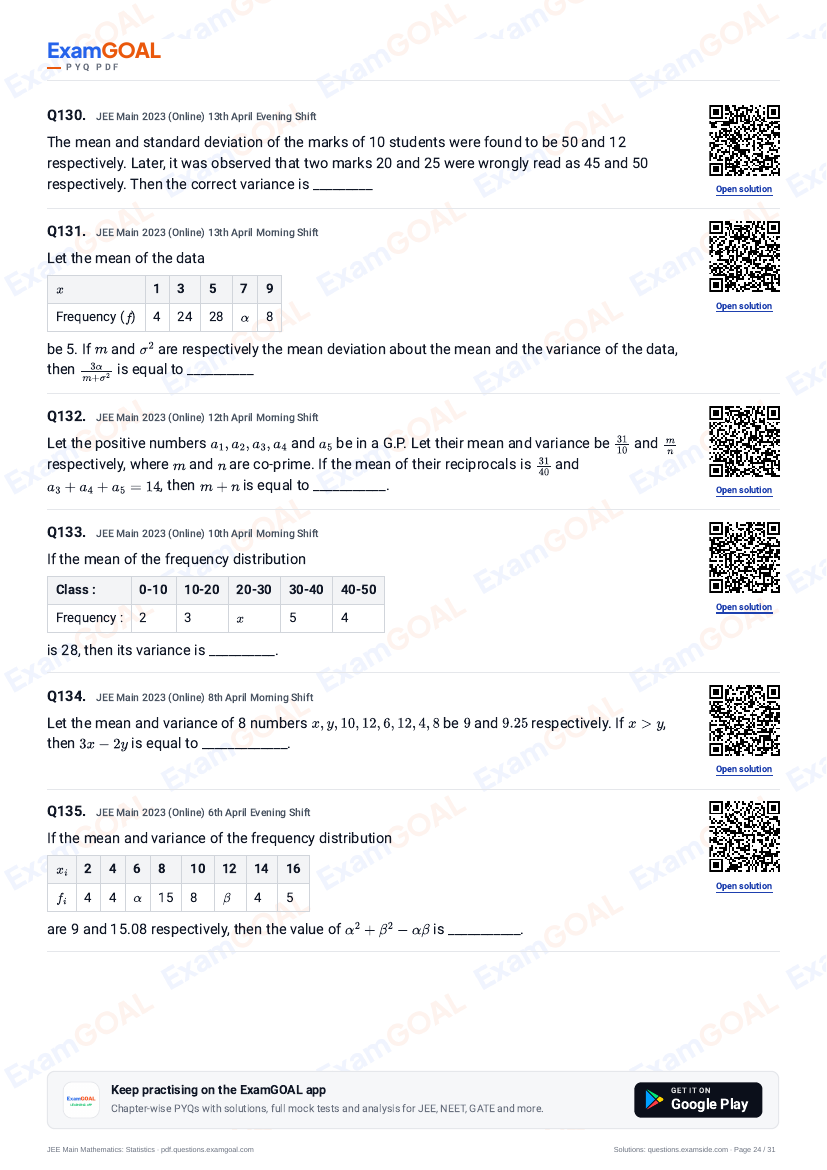 ExamGOAL
PYQ PDF
Q130. JEE Main 2023 (Online) 13th April Evening Shift
The mean and standard deviation of the marks of 10 students were found to be 50 and 12
respectively. Later, it was observed that two marks 20 and 25 were wrongly read as 45 and 50
respectively. Then the correct variance is _________
Open solution
Q131. JEE Main 2023 (Online) 13th April Morning Shift
Let the mean of the data
x 1 3 5 7 9
Frequency (f) 4 24 28 α 8
be 5. If m and σ² are respectively the mean deviation about the mean and the variance of the data,
then 3α/(m+σ²) is equal to __________
Open solution
Q132. JEE Main 2023 (Online) 12th April Morning Shift
Let the positive numbers a₁, a₂, a₃, a₄ and a₅ be in a G.P. Let their mean and variance be 31/10 and m/n
respectively, where m and n are co-prime. If the mean of their reciprocals is 31/40 and
a₃ + a₄ + a₅ = 14, then m + n is equal to ___________.
Open solution
Q133. JEE Main 2023 (Online) 10th April Morning Shift
If the mean of the frequency distribution
Class : 0-10 10-20 20-30 30-40 40-50
Frequency : 2 3 x 5 4
is 28, then its variance is __________.
Open solution
Q134. JEE Main 2023 (Online) 8th April Morning Shift
Let the mean and variance of 8 numbers x, y, 10, 12, 6, 12, 4, 8 be 9 and 9.25 respectively. If x > y,
then 3x − 2y is equal to _____________.
Open solution
Q135. JEE Main 2023 (Online) 6th April Evening Shift
If the mean and variance of the frequency distribution
xᵢ 2 4 6 8 10 12 14 16
fᵢ 4 4 α 15 8 β 4 5
are 9 and 15.08 respectively, then the value of α² + β² − αβ is ___________.
Open solution
Keep practising on the ExamGOAL app
Chapter-wise PYQs with solutions, full mock tests and analysis for JEE, NEET, GATE and more.
GET IT ON
Google Play
JEE Main Mathematics: Statistics · pdf.questions.examgoal.com
Solutions: questions.examside.com · Page 24 / 31